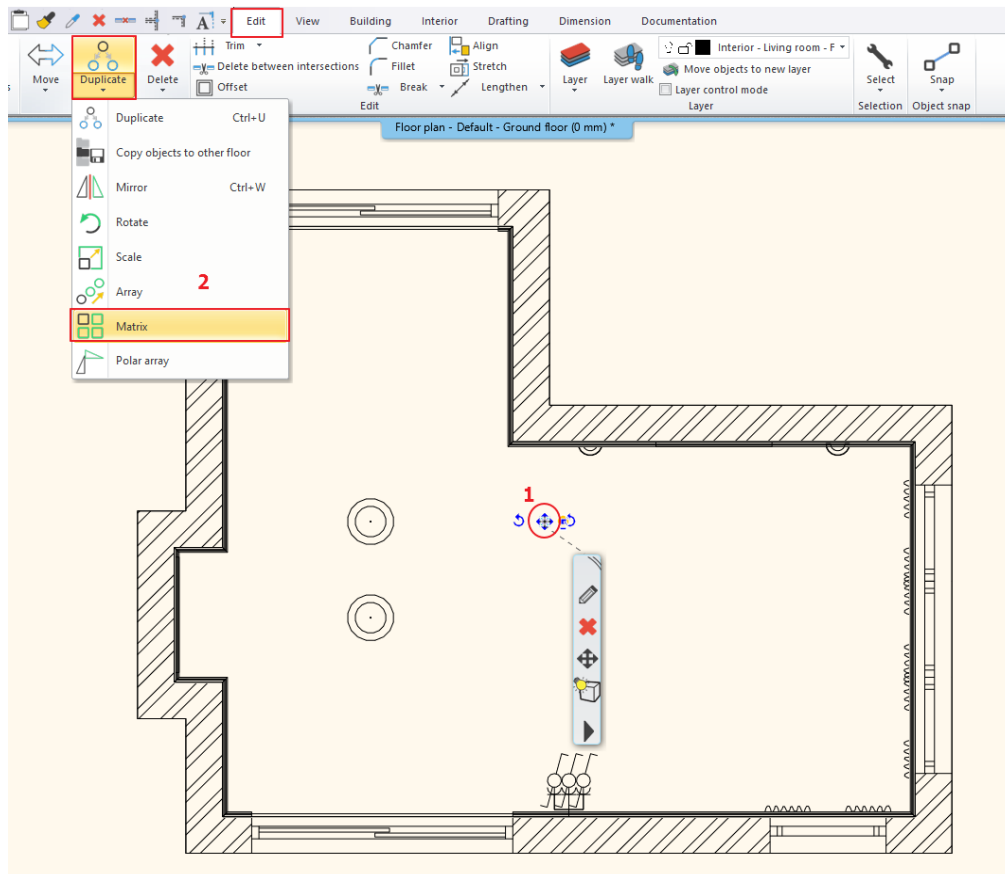 Edit View Building Interior Drafting Dimension Documentation
Move Duplicate Delete
Trim
Delete between intersections
Offset
Chamfer
Fillet
Break
Align
Stretch
Lengthen
Edit
Layer Layer walk
Interior - Living room - F
Move objects to new layer
Layer control mode
Layer
Select
Selection
Snap
Object snap
Floor plan - Default - Ground floor (0 mm) *
Duplicate Ctrl+U
Copy objects to other floor
Mirror Ctrl+W
Rotate
Scale
Array
2
Matrix
Polar array
1